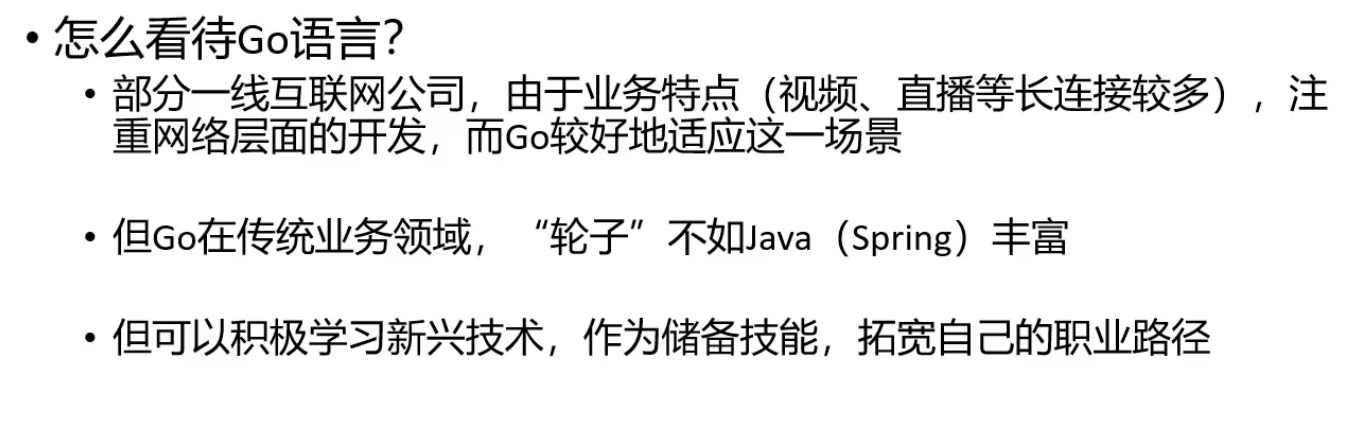 • 怎么看待Go语言？
• 部分一线互联网公司，由于业务特点（视频、直播等长连接较多），注
重网络层面的开发，而Go较好地适应这一场景
• 但Go在传统业务领域，“轮子”不如Java（Spring）丰富
• 但可以积极学习新兴技术，作为储备技能，拓宽自己的职业路径